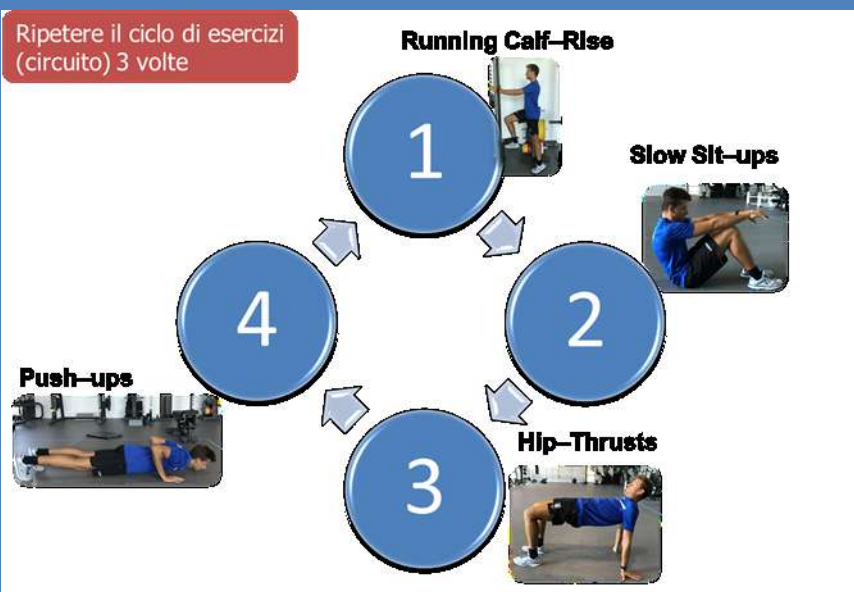 Ripetere il ciclo di esercizi
(circuito) 3 volte
Running Calf-Rise
1
Slow Sit-ups
2
Hip-Thrusts
3
Push-ups
4